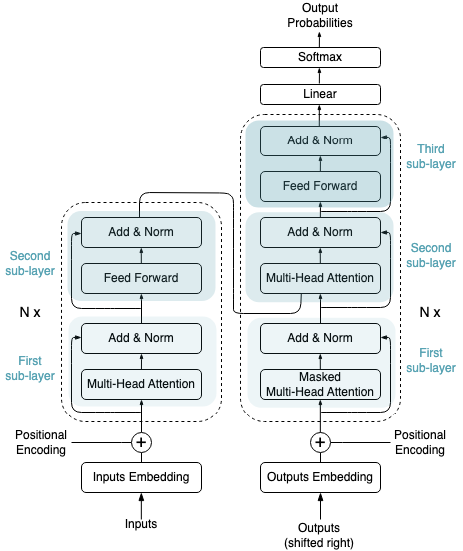 Output
Probabilities
Softmax
Linear
Add & Norm
Feed Forward
Third
sub-layer
Add & Norm
Multi-Head Attention
Second
sub-layer
Add & Norm
Feed Forward
Second
sub-layer
N x
N x
Add & Norm
Multi-Head Attention
First
sub-layer
Add & Norm
Masked
Multi-Head Attention
First
sub-layer
Positional
Encoding
+
+
Positional
Encoding
Inputs Embedding
Outputs Embedding
Inputs
Outputs
(shifted right)